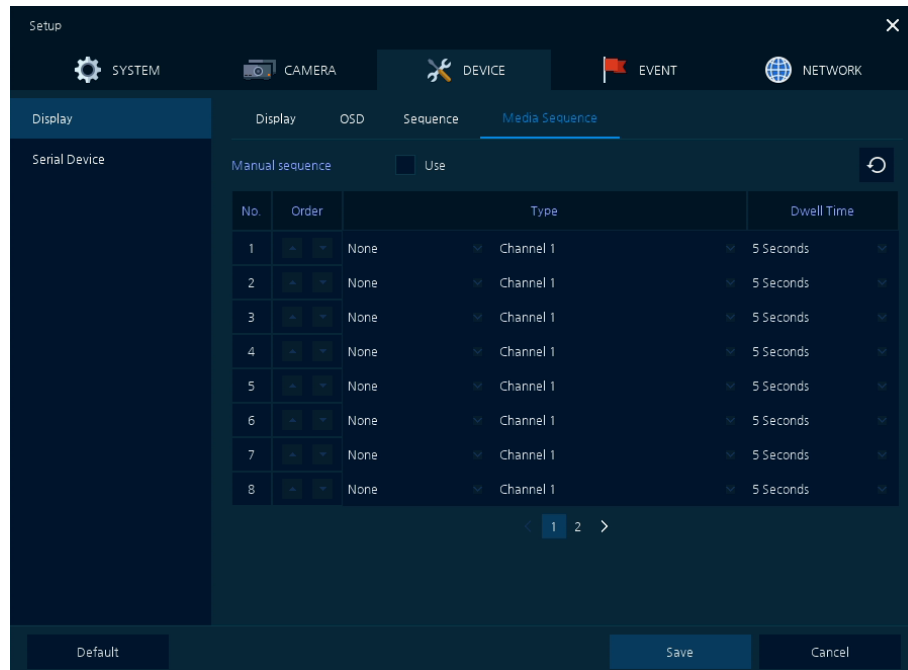 Setup
SYSTEM CAMERA DEVICE EVENT NETWORK
Display Display OSD Sequence Media Sequence
Serial Device Manual sequence Use
No. Order Type Dwell Time
1 None Channel 1 5 Seconds
2 None Channel 1 5 Seconds
3 None Channel 1 5 Seconds
4 None Channel 1 5 Seconds
5 None Channel 1 5 Seconds
6 None Channel 1 5 Seconds
7 None Channel 1 5 Seconds
8 None Channel 1 5 Seconds
1 2
Default Save Cancel